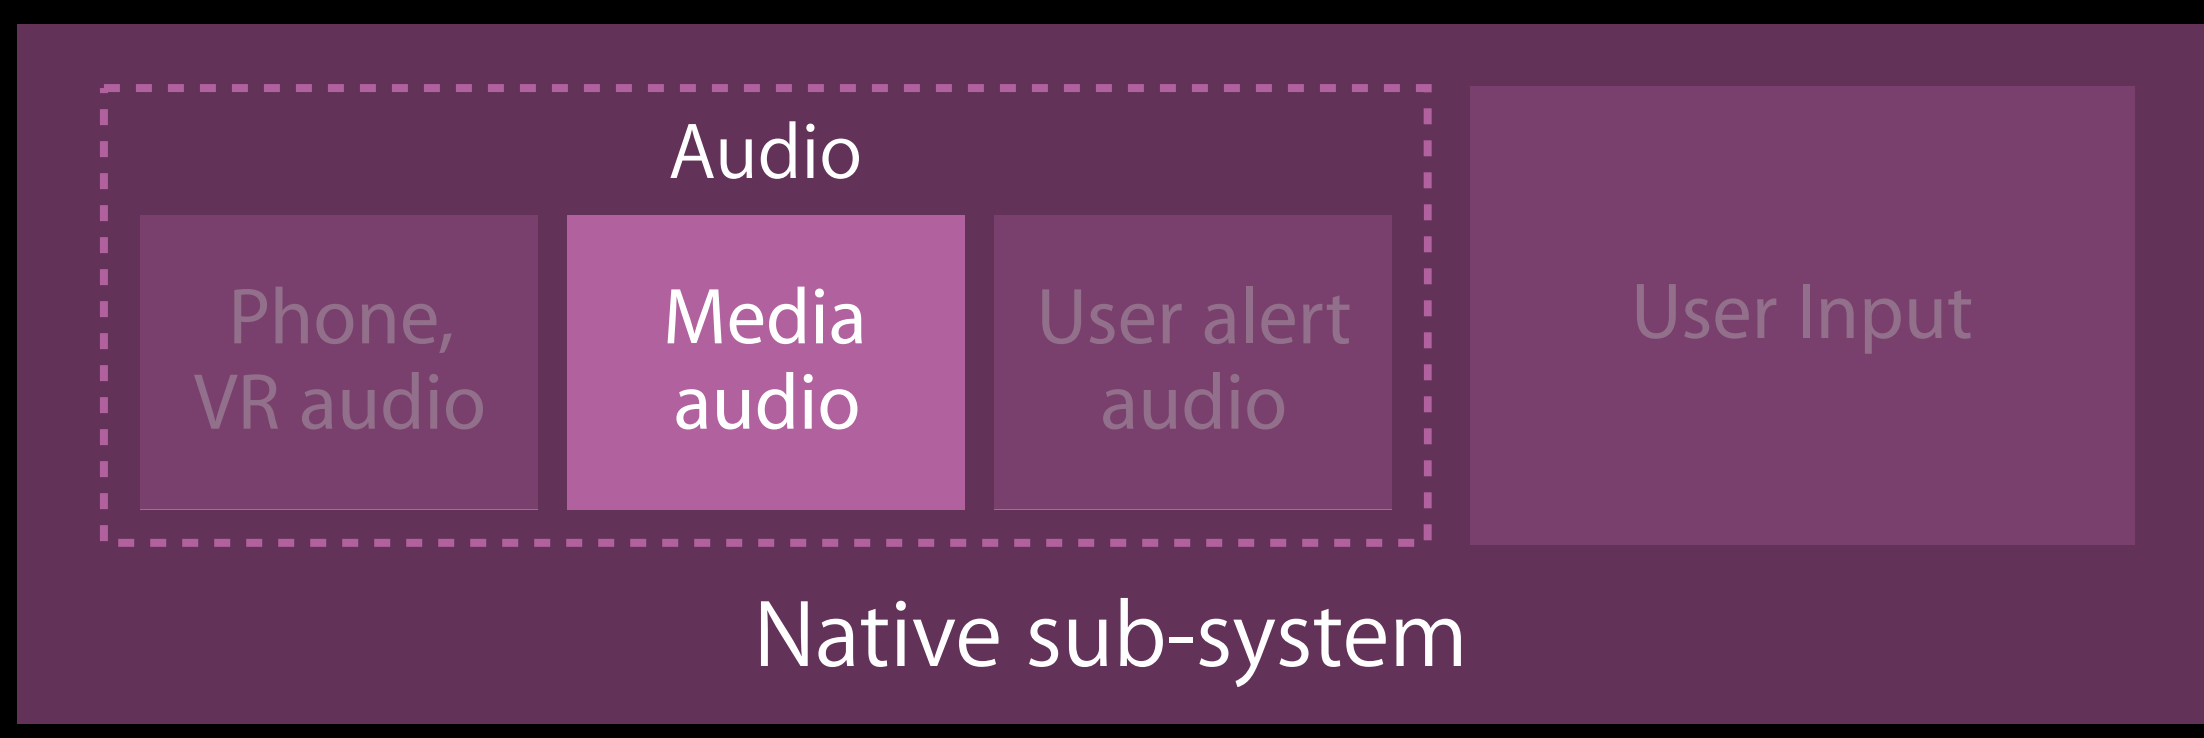 Audio
Phone,
VR audio
Media
audio
User alert
audio
User Input
Native sub-system